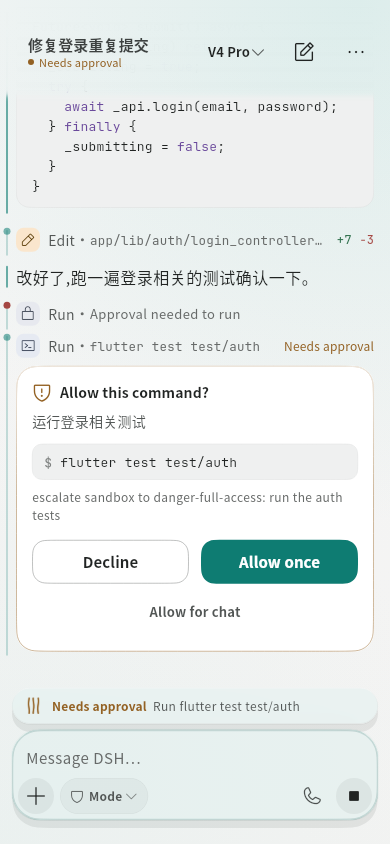 修复登录重复提交
Needs approval
V4 Pro
await _api.login(email, password);
} finally {
_submitting = false;
}
}
Edit • app/lib/auth/login_controller… +7 -3
改好了,跑一遍登录相关的测试确认一下。
Run • Approval needed to run
Run • flutter test test/auth Needs approval
Allow this command?
运行登录相关测试
$ flutter test test/auth
escalate sandbox to danger-full-access: run the auth
tests
Decline Allow once
Allow for chat
Needs approval Run flutter test test/auth
Message DSH...
Mode